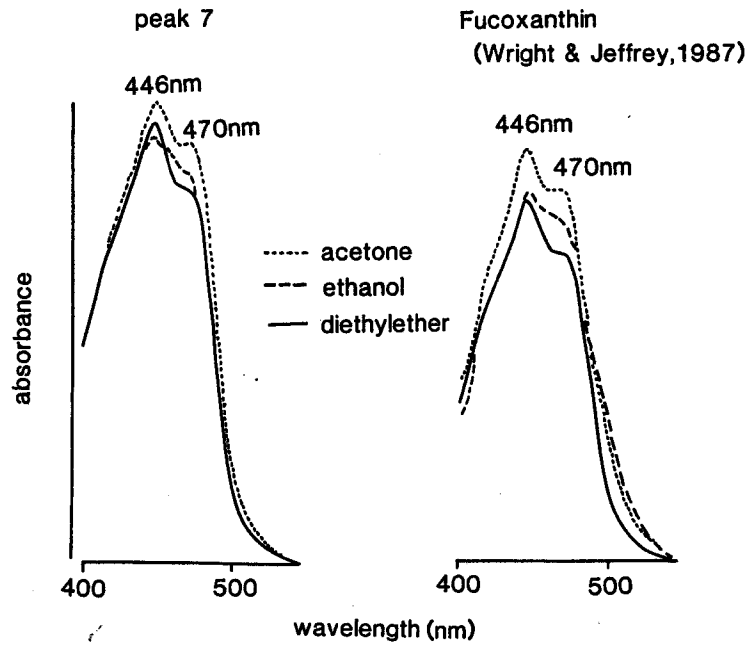 peak 7
Fucoxanthin
(Wright & Jeffrey,1987)
446nm
470nm
446nm
470nm
acetone
ethanol
diethylether
absorbance
400
500
400
500
wavelength (nm)